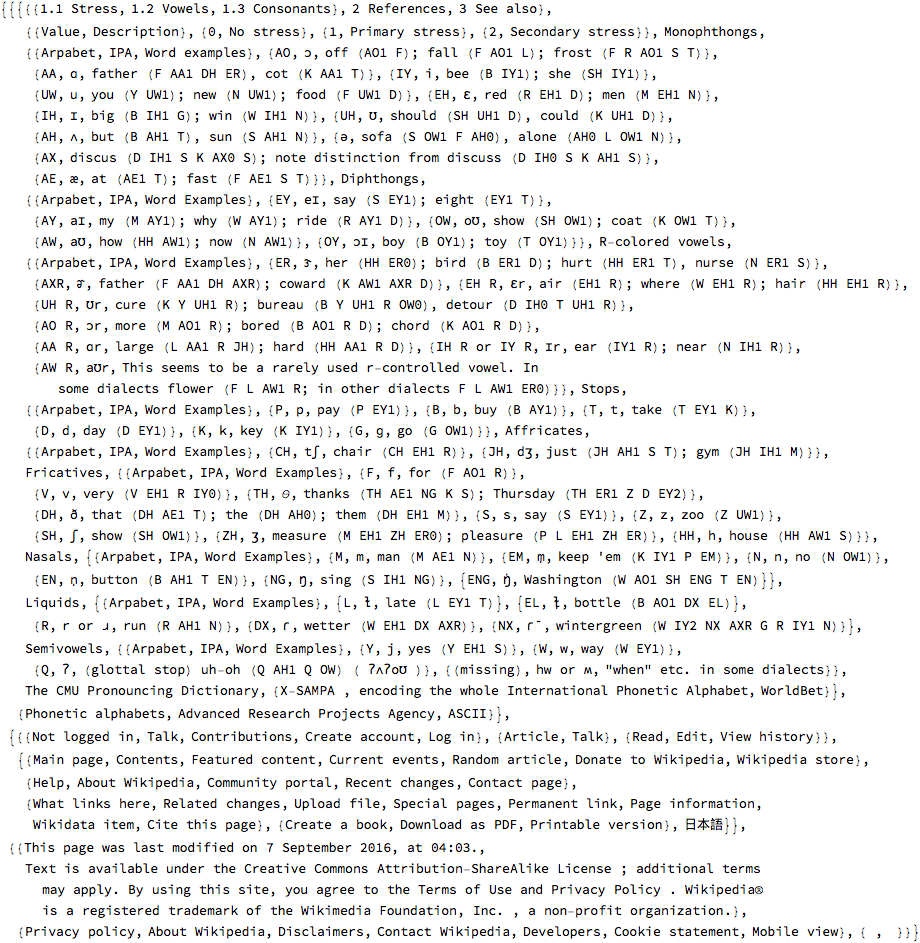 {{{{{1.1 Stress, 1.2 Vowels, 1.3 Consonants}, 2 References, 3 See also},
{{Value, Description}, {0, No stress}, {1, Primary stress}, {2, Secondary stress}}, Monophthongs,
{{Arpabet, IPA, Word examples}, {AO, ɔ, off (AO1 F); fall (F AO1 L); frost (F R AO1 S T)},
{AA, ɑ, father (F AA1 DH ER), cot (K AA1 T)}, {IY, i, bee (B IY1); she (SH IY1)},
{UW, u, you (Y UW1); new (N UW1); food (F UW1 D)}, {EH, ɛ, red (R EH1 D); men (M EH1 N)},
{IH, ɪ, big (B IH1 G); win (W IH1 N)}, {UH, ʊ, should (SH UH1 D), could (K UH1 D)},
{AH, ʌ, but (B AH1 T), sun (S AH1 N)}, {ə, sofa (S OW1 F AH0), alone (AH0 L OW1 N)},
{AX, discus (D IH1 S K AX0 S); note distinction from discuss (D IH0 S K AH1 S)},
{AE, æ, at (AE1 T); fast (F AE1 S T)}}, Diphthongs,
{{Arpabet, IPA, Word Examples}, {EY, eɪ, say (S EY1); eight (EY1 T)},
{AY, aɪ, my (M AY1); why (W AY1); ride (R AY1 D)}, {OW, oʊ, show (SH OW1); coat (K OW1 T)},
{AW, aʊ, how (HH AW1); now (N AW1)}, {OY, ɔɪ, boy (B OY1); toy (T OY1)}}, R-colored vowels,
{{Arpabet, IPA, Word Examples}, {ER, ɝ, her (HH ER0); bird (B ER1 D); hurt (HH ER1 T), nurse (N ER1 S)},
{AXR, ɚ, father (F AA1 DH AXR); coward (K AW1 AXR D)}, {EH R, ɛr, air (EH1 R); where (W EH1 R); hair (HH EH1 R)},
{UH R, ʊr, cure (K Y UH1 R); bureau (B Y UH1 R OW0), detour (D IH0 T UH1 R)},
{AO R, ɔr, more (M AO1 R); bored (B AO1 R D); chord (K AO1 R D)},
{AA R, ɑr, large (L AA1 R JH); hard (HH AA1 R D)}, {IH R or IY R, ɪr, ear (IY1 R); near (N IH1 R)},
{AW R, aʊr, This seems to be a rarely used r-controlled vowel. In
some dialects flower (F L AW1 R; in other dialects F L AW1 ER0)}}, Stops,
{{Arpabet, IPA, Word Examples}, {P, p, pay (P EY1)}, {B, b, buy (B AY1)}, {T, t, take (T EY1 K)},
{D, d, day (D EY1)}, {K, k, key (K IY1)}, {G, ɡ, go (G OW1)}}, Affricates,
{{Arpabet, IPA, Word Examples}, {CH, tʃ, chair (CH EH1 R)}, {JH, dʒ, just (JH AH1 S T); gym (JH IH1 M)}},
Fricatives, {{Arpabet, IPA, Word Examples}, {F, f, for (F AO1 R)},
{V, v, very (V EH1 R IY0)}, {TH, θ, thanks (TH AE1 NG K S); Thursday (TH ER1 Z D EY2)},
{DH, ð, that (DH AE1 T); the (DH AH0); them (DH EH1 M)}, {S, s, say (S EY1)}, {Z, z, zoo (Z UW1)},
{SH, ʃ, show (SH OW1)}, {ZH, ʒ, measure (M EH1 ZH ER0); pleasure (P L EH1 ZH ER)}, {HH, h, house (HH AW1 S)}},
Nasals, {{Arpabet, IPA, Word Examples}, {M, m, man (M AE1 N)}, {EM, m̩, keep 'em (K IY1 P EM)}, {N, n, no (N OW1)},
{EN, n̩, button (B AH1 T EN)}, {NG, ŋ, sing (S IH1 NG)}, {ENG, ŋ̍, Washington (W AO1 SH ENG T EN)}},
Liquids, {{Arpabet, IPA, Word Examples}, {L, ɫ, late (L EY1 T)}, {EL, ɫ̩, bottle (B AO1 DX EL)},
{R, r or ɹ, run (R AH1 N)}, {DX, ɾ, wetter (W EH1 DX AXR)}, {NX, ɾ̃, wintergreen (W IY2 NX AXR G R IY1 N)}},
Semivowels, {{Arpabet, IPA, Word Examples}, {Y, j, yes (Y EH1 S)}, {W, w, way (W EY1)},
{Q, ʔ, (glottal stop) uh-oh (Q AH1 Q OW) ( ʔʌʔoʊ )}, {(missing), hw or ʍ, "when" etc. in some dialects}},
The CMU Pronouncing Dictionary, {X-SAMPA , encoding the whole International Phonetic Alphabet, WorldBet}},
{Phonetic alphabets, Advanced Research Projects Agency, ASCII}},
{{{Not logged in, Talk, Contributions, Create account, Log in}, {Article, Talk}, {Read, Edit, View history}},
{{Main page, Contents, Featured content, Current events, Random article, Donate to Wikipedia, Wikipedia store},
{Help, About Wikipedia, Community portal, Recent changes, Contact page},
{What links here, Related changes, Upload file, Special pages, Permanent link, Page information,
Wikidata item, Cite this page}, {Create a book, Download as PDF, Printable version}, 日本語}},
{{This page was last modified on 7 September 2016, at 04:03.,
Text is available under the Creative Commons Attribution-ShareAlike License ; additional terms
may apply. By using this site, you agree to the Terms of Use and Privacy Policy . Wikipedia®
is a registered trademark of the Wikimedia Foundation, Inc. , a non-profit organization.},
{Privacy policy, About Wikipedia, Disclaimers, Contact Wikipedia, Developers, Cookie statement, Mobile view}, { , }}}